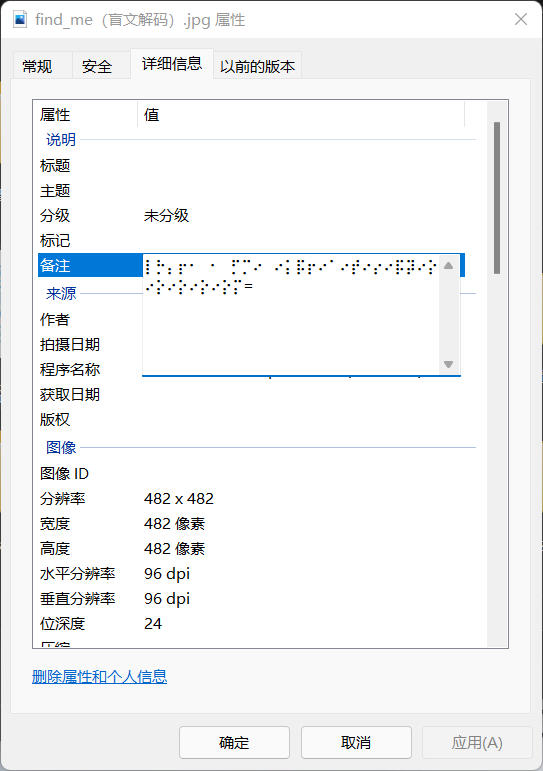 find_me（盲文解码）.jpg 属性
常规 安全 详细信息 以前的版本
属性 值
说明
标题
主题
分级 未分级
标记
备注
=
来源
作者
拍摄日期
程序名称
获取日期
版权
图像
图像 ID
分辨率 482 x 482
宽度 482 像素
高度 482 像素
水平分辨率 96 dpi
垂直分辨率 96 dpi
位深度 24
压缩
删除属性和个人信息
确定 取消 应用(A)